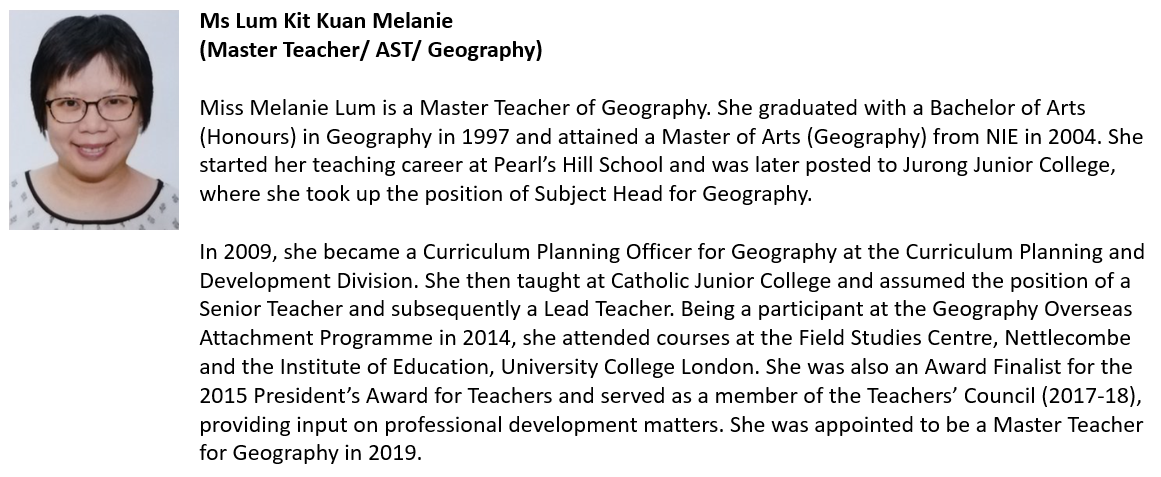 Ms Lum Kit Kuan Melanie
(Master Teacher/ AST/ Geography)
Miss Melanie Lum is a Master Teacher of Geography. She graduated with a Bachelor of Arts
(Honours) in Geography in 1997 and attained a Master of Arts (Geography) from NIE in 2004. She
started her teaching career at Pearl’s Hill School and was later posted to Jurong Junior College,
where she took up the position of Subject Head for Geography.
In 2009, she became a Curriculum Planning Officer for Geography at the Curriculum Planning and
Development Division. She then taught at Catholic Junior College and assumed the position of a
Senior Teacher and subsequently a Lead Teacher. Being a participant at the Geography Overseas
Attachment Programme in 2014, she attended courses at the Field Studies Centre, Nettlecombe
and the Institute of Education, University College London. She was also an Award Finalist for the
2015 President’s Award for Teachers and served as a member of the Teachers’ Council (2017-18),
providing input on professional development matters. She was appointed to be a Master Teacher
for Geography in 2019.